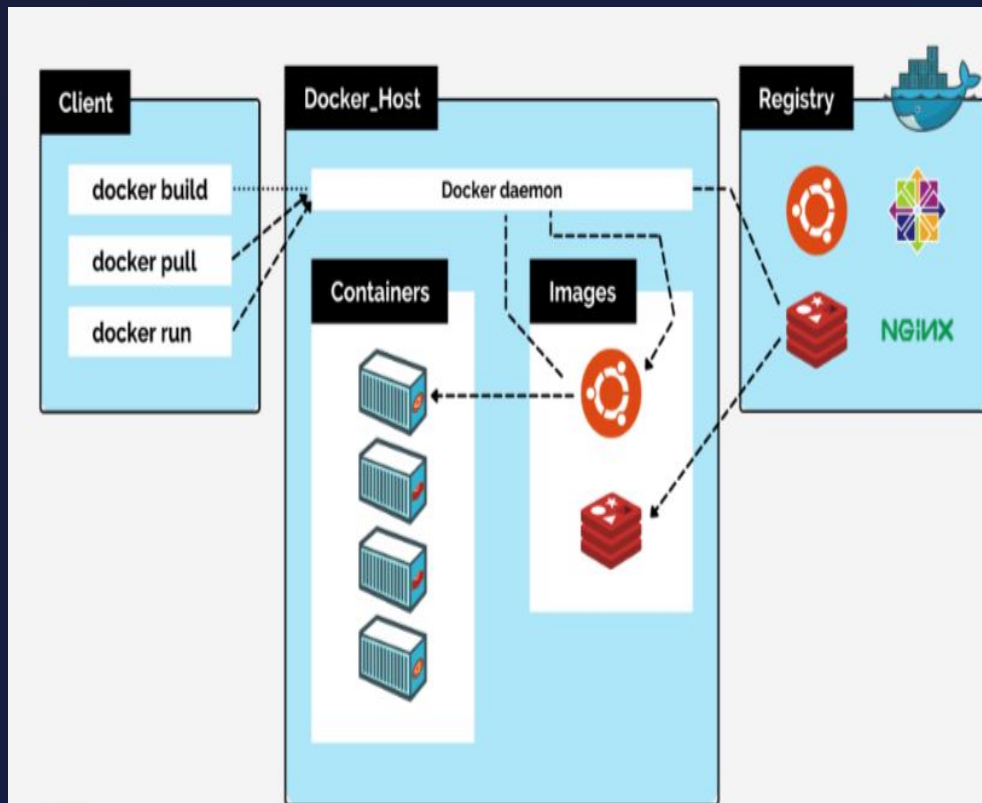 Client
docker build
docker pull
docker run
Docker_Host
Docker daemon
Containers
Images
Registry
NGINX